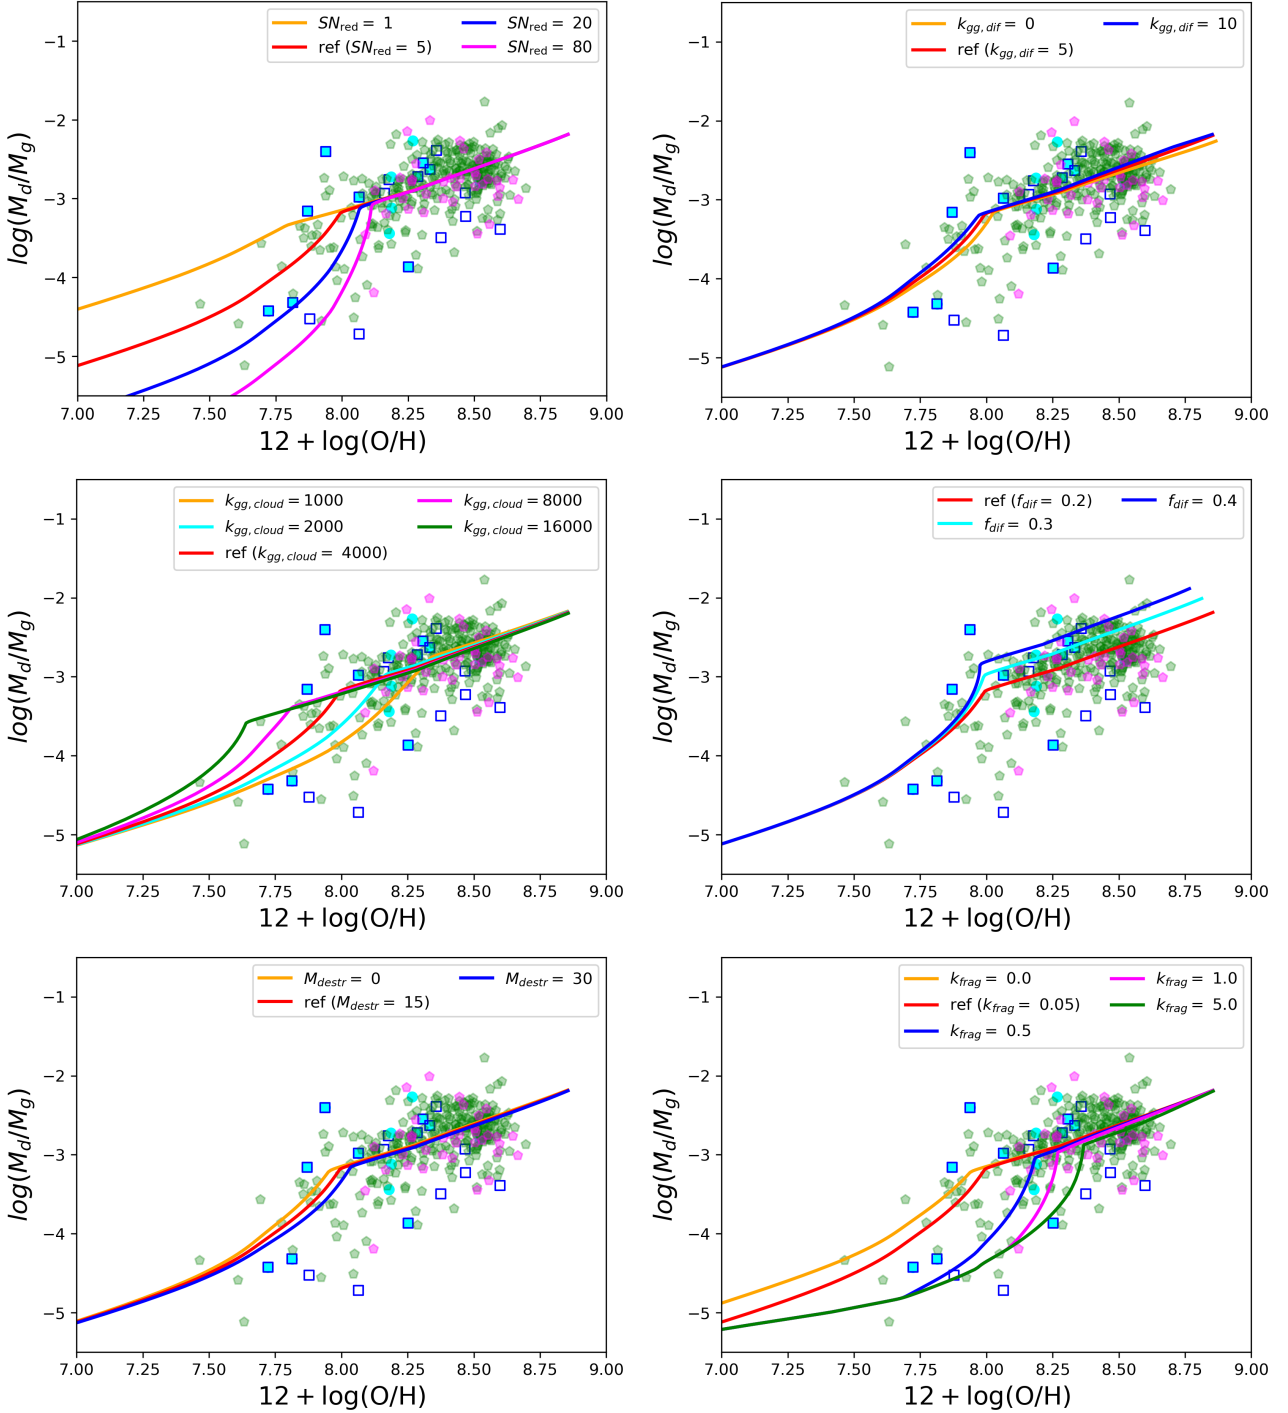 SN_red = 1
ref (SN_red = 5)
SN_red = 20
SN_red = 80
−1
−2
−3
−4
−5
log(M_d/M_g)
7.00 7.25 7.50 7.75 8.00 8.25 8.50 8.75 9.00
12 + log(O/H)
k_gg,dif = 0
ref (k_gg,dif = 5)
k_gg,dif = 10
−1
−2
−3
−4
−5
log(M_d/M_g)
7.00 7.25 7.50 7.75 8.00 8.25 8.50 8.75 9.00
12 + log(O/H)
k_gg,cloud = 1000
k_gg,cloud = 2000
ref (k_gg,cloud = 4000)
k_gg,cloud = 8000
k_gg,cloud = 16000
−1
−2
−3
−4
−5
log(M_d/M_g)
7.00 7.25 7.50 7.75 8.00 8.25 8.50 8.75 9.00
12 + log(O/H)
ref (f_dif = 0.2)
f_dif = 0.3
f_dif = 0.4
−1
−2
−3
−4
−5
log(M_d/M_g)
7.00 7.25 7.50 7.75 8.00 8.25 8.50 8.75 9.00
12 + log(O/H)
M_destr = 0
ref (M_destr = 15)
M_destr = 30
−1
−2
−3
−4
−5
log(M_d/M_g)
7.00 7.25 7.50 7.75 8.00 8.25 8.50 8.75 9.00
12 + log(O/H)
k_frag = 0.0
ref (k_frag = 0.05)
k_frag = 0.5
k_frag = 1.0
k_frag = 5.0
−1
−2
−3
−4
−5
log(M_d/M_g)
7.00 7.25 7.50 7.75 8.00 8.25 8.50 8.75 9.00
12 + log(O/H)